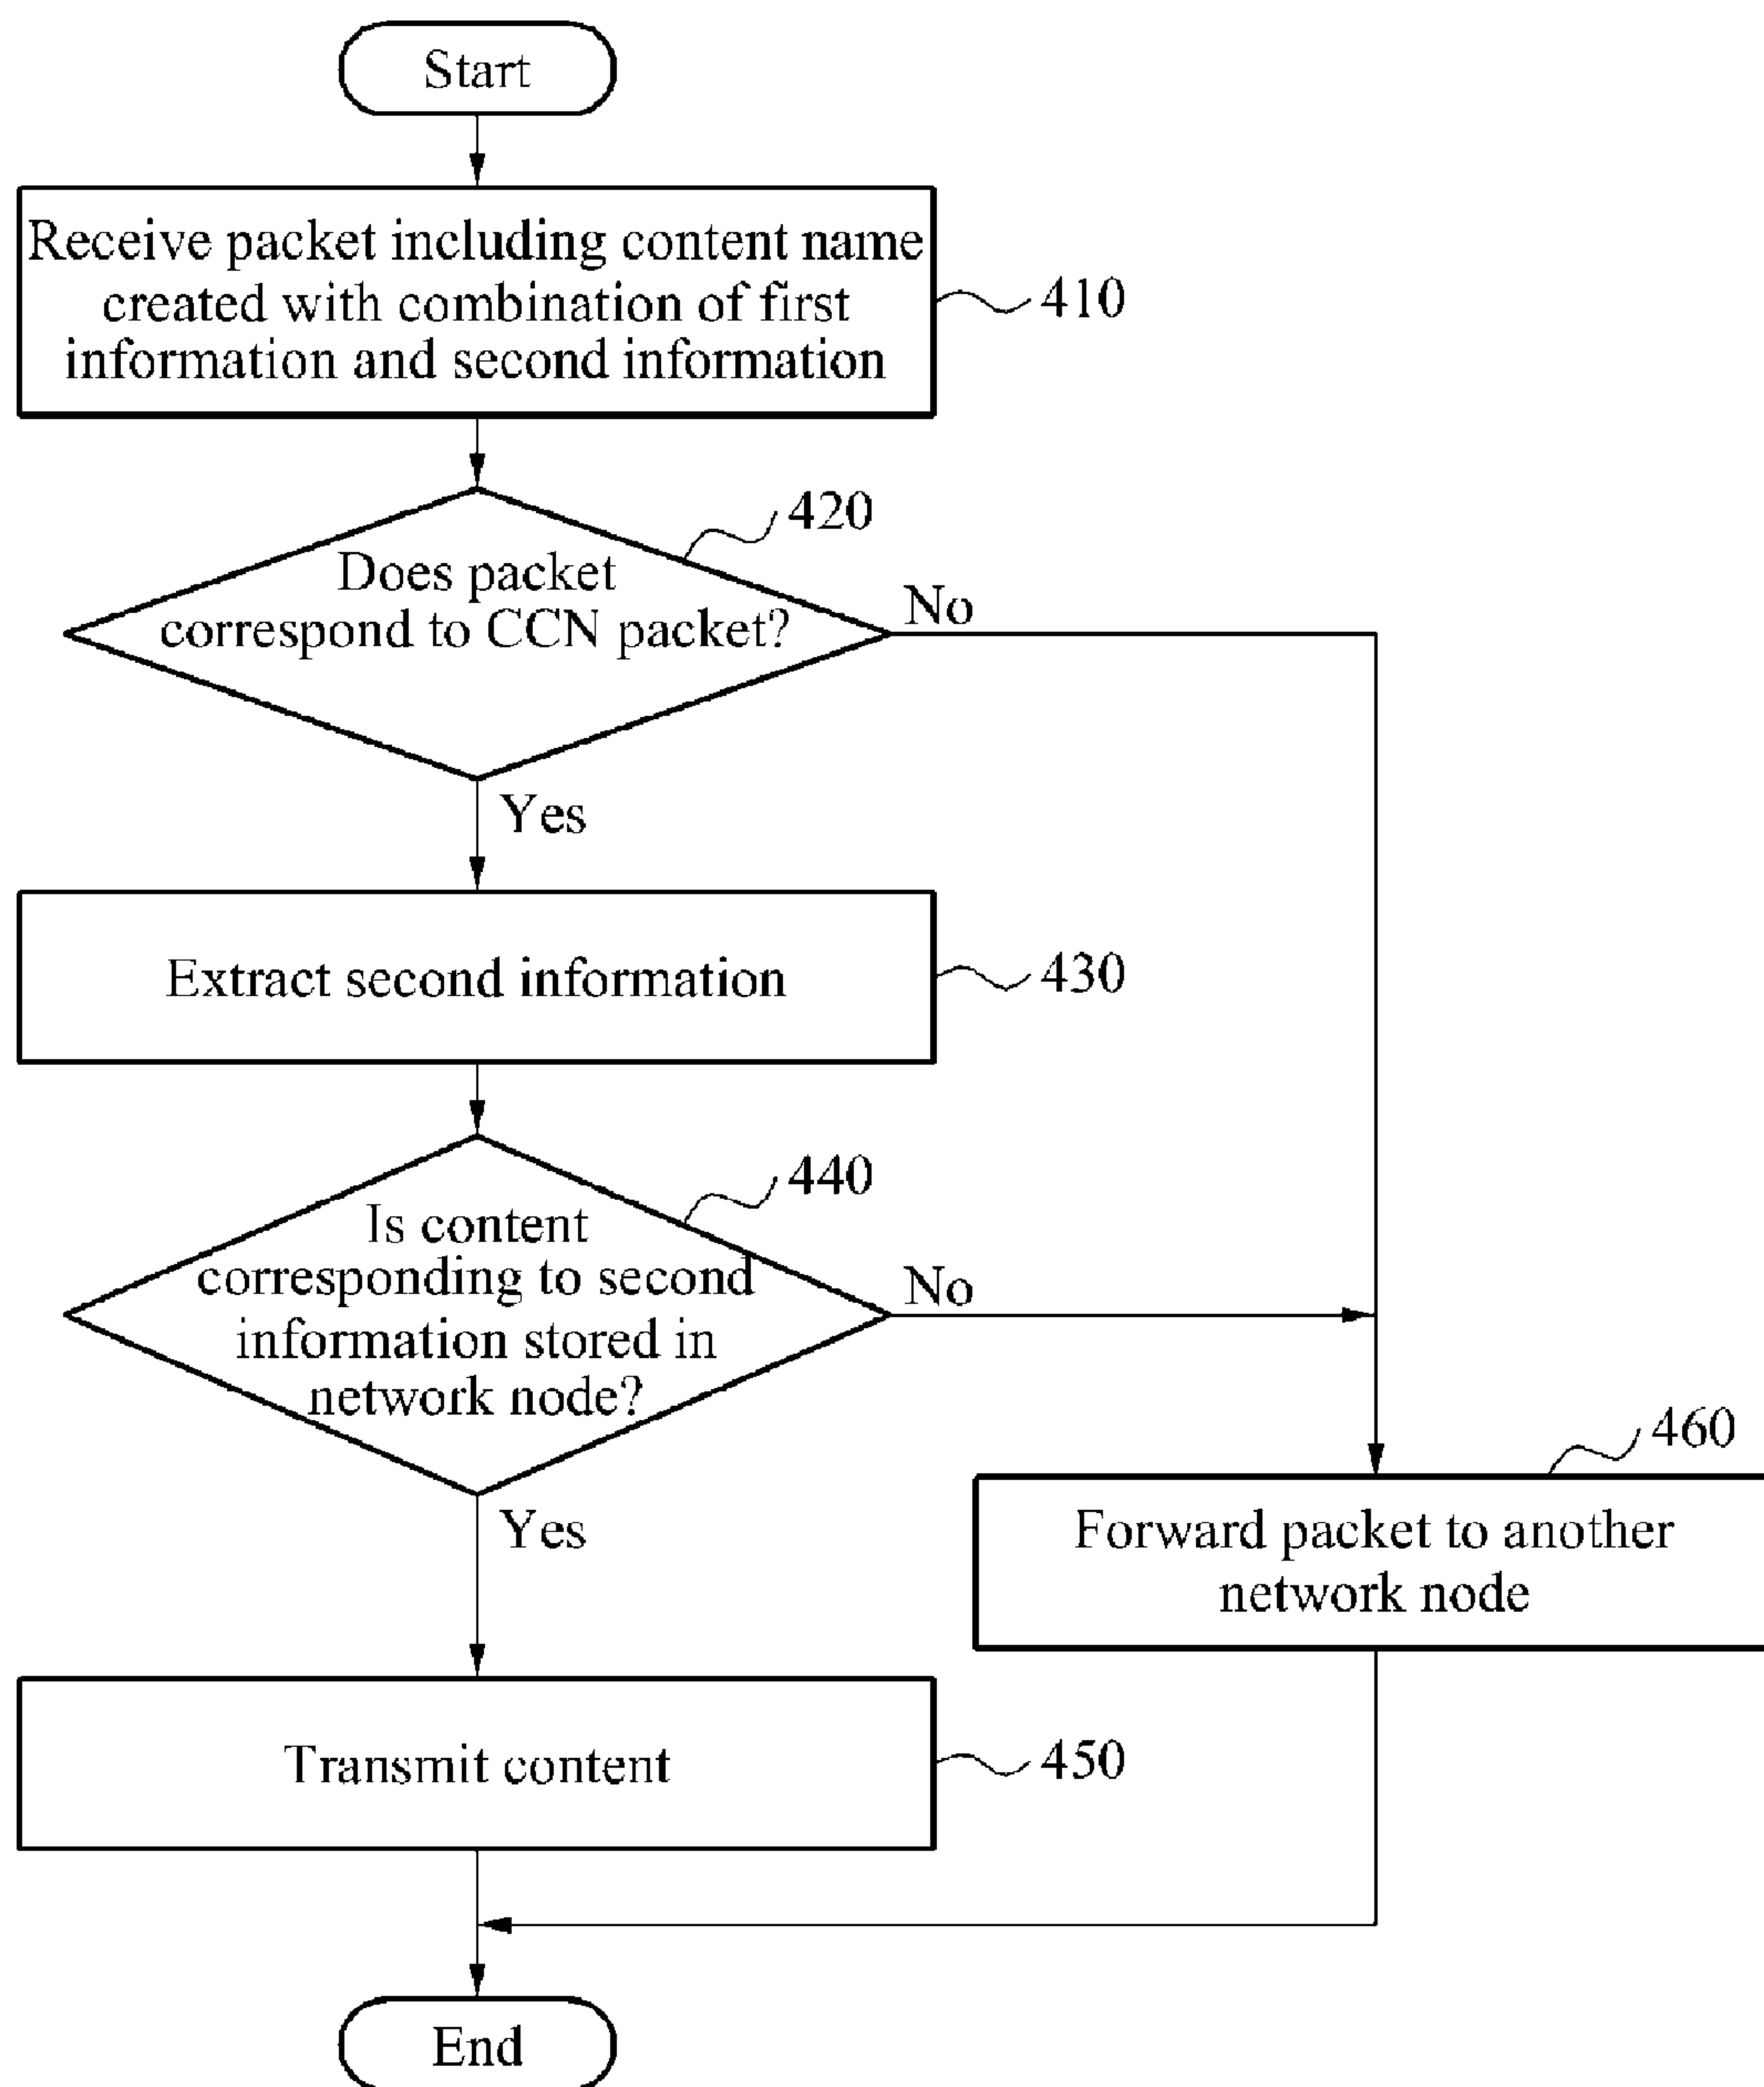 Start
Receive packet including content name
created with combination of first
information and second information
410
420
Does packet
correspond to CCN packet?
No
Yes
Extract second information
430
440
Is content
corresponding to second
information stored in
network node?
No
Yes
460
Forward packet to another
network node
Transmit content
450
End